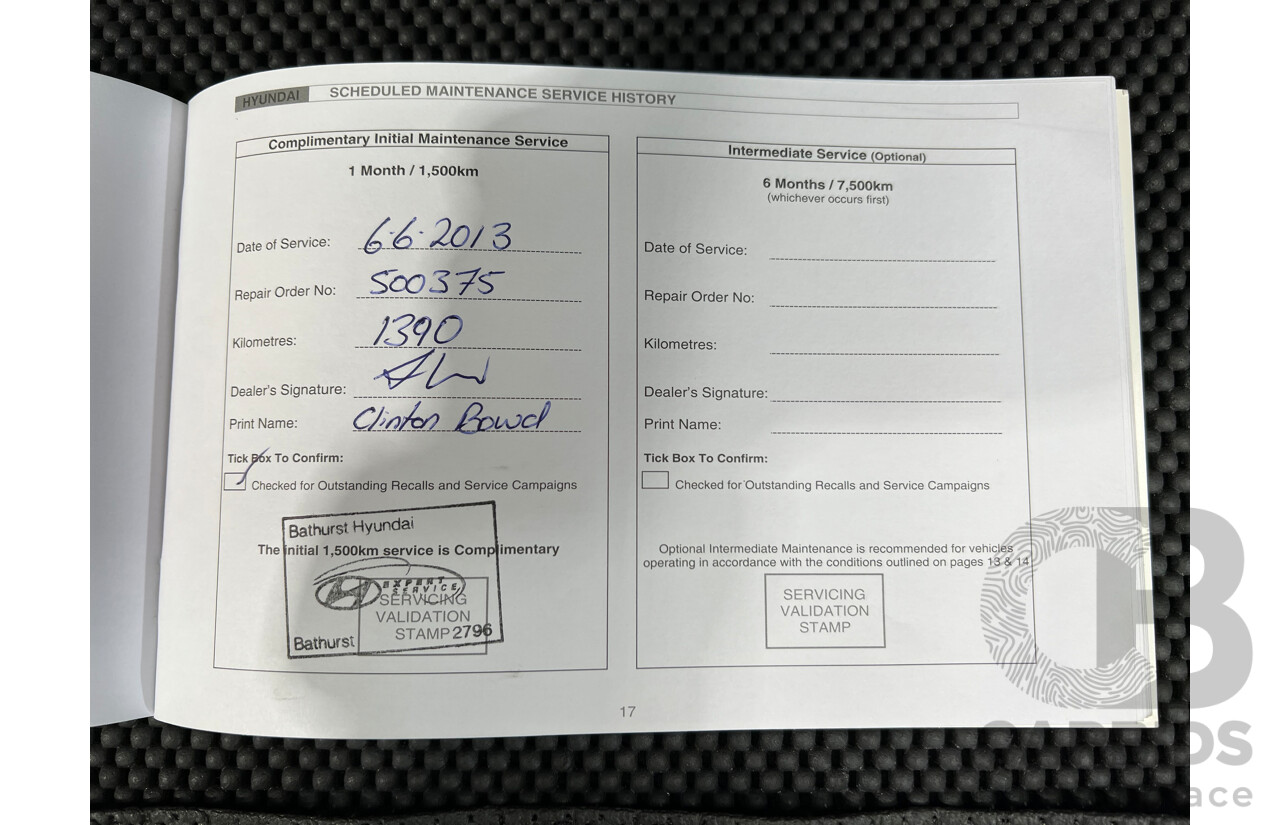 HYUNDAI SCHEDULED MAINTENANCE SERVICE HISTORY
Complimentary Initial Maintenance Service
1 Month / 1,500km
Date of Service: 6.6.2013
Repair Order No: 500375
Kilometres: 1390
Dealer's Signature:
Print Name: Clinton Bowd
Tick Box To Confirm:
Checked for Outstanding Recalls and Service Campaigns
Bathurst Hyundai
The initial 1,500km service is Complimentary
EXPERT
SERVICE
SERVICING
VALIDATION
STAMP 2796
Bathurst
Intermediate Service (Optional)
6 Months / 7,500km
(whichever occurs first)
Date of Service:
Repair Order No:
Kilometres:
Dealer's Signature:
Print Name:
Tick Box To Confirm:
Checked for Outstanding Recalls and Service Campaigns
Optional Intermediate Maintenance is recommended for vehicles
operating in accordance with the conditions outlined on pages 13 & 14
SERVICING
VALIDATION
STAMP
17